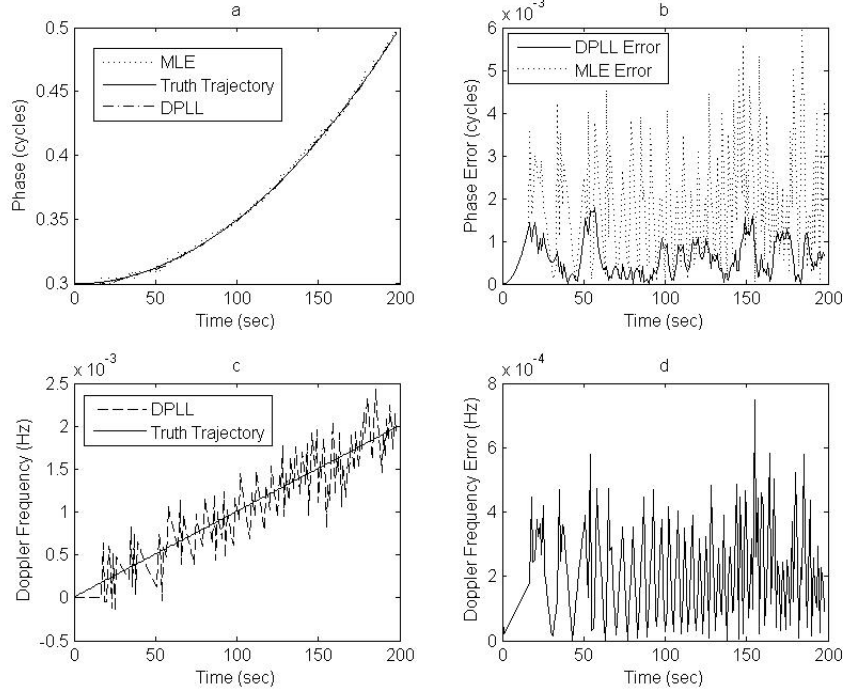 a
0.5
0.4
0.35
0.3
0 50 100 150 200
Phase (cycles)
Time (sec)
MLE
Truth Trajectory
DPLL
b
x 10⁻³
6
5
4
3
2
1
0
0 50 100 150 200
Phase Error (cycles)
Time (sec)
DPLL Error
MLE Error
c
x 10⁻³
2.5
2
1.5
1
0.5
0
-0.5
0 50 100 150 200
Doppler Frequency (Hz)
Time (sec)
DPLL
Truth Trajectory
d
x 10⁻⁴
8
6
4
2
0
0 50 100 150 200
Doppler Frequency Error (Hz)
Time (sec)